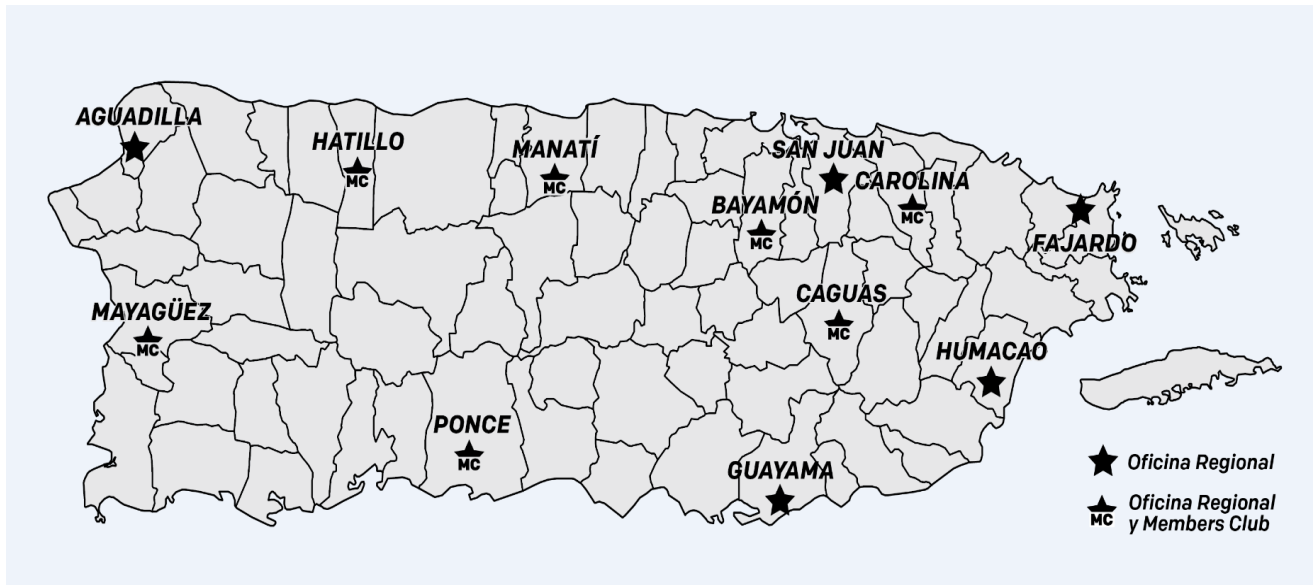 AGUADILLA
HATILLO
MC
MANATÍ
MC
SAN JUAN
CAROLINA
MC
BAYAMÓN
MC
FAJARDO
MAYAGÜEZ
MC
CAGUAS
MC
HUMACAO
PONCE
MC
GUAYAMA
Oficina Regional
MC
Oficina Regional
y Members Club